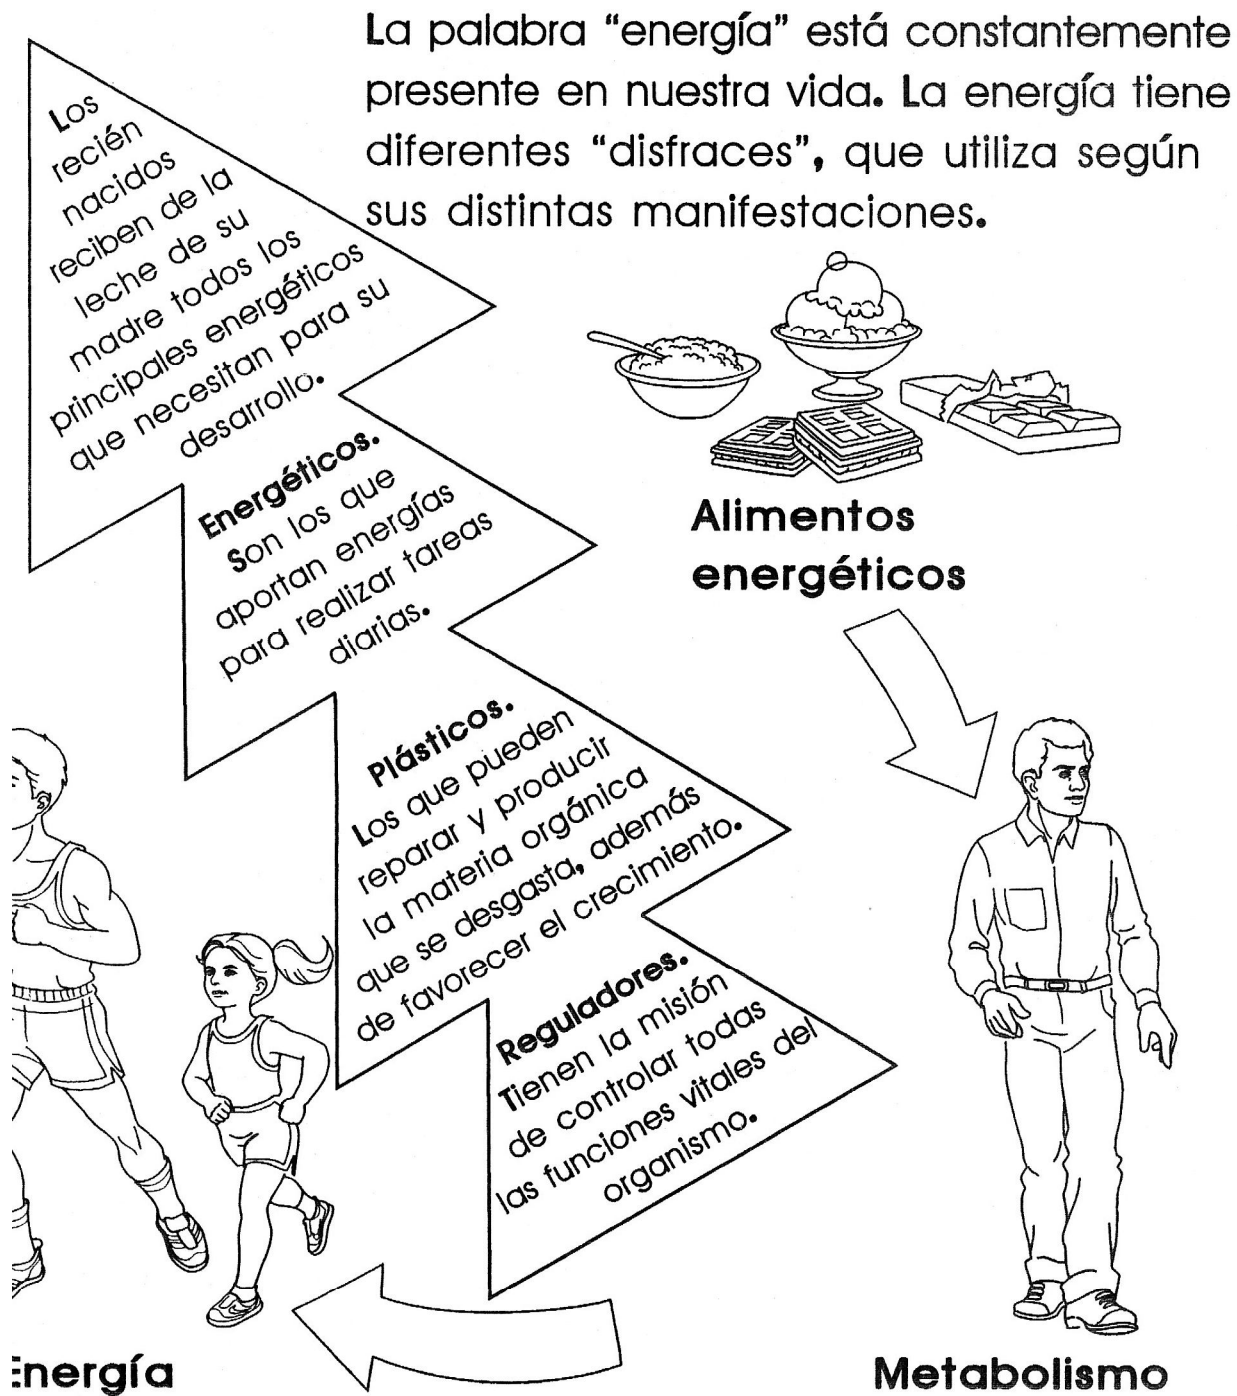 La palabra “energía” está constantemente
presente en nuestra vida. La energía tiene
diferentes “disfraces”, que utiliza según
sus distintas manifestaciones.
Los
recién
nacidos
reciben de la
leche de su
madre todos los
principales energéticos
que necesitan para su
desarrollo.
Energéticos.
Son los que
aportan energías
para realizar tareas
diarias.
Plásticos.
Los que pueden
reparar y producir
la materia orgánica
que se desgasta, además
de favorecer el crecimiento.
Reguladores.
Tienen la misión
de controlar todas
las funciones vitales del
organismo.
Alimentos
energéticos
Metabolismo
Energía